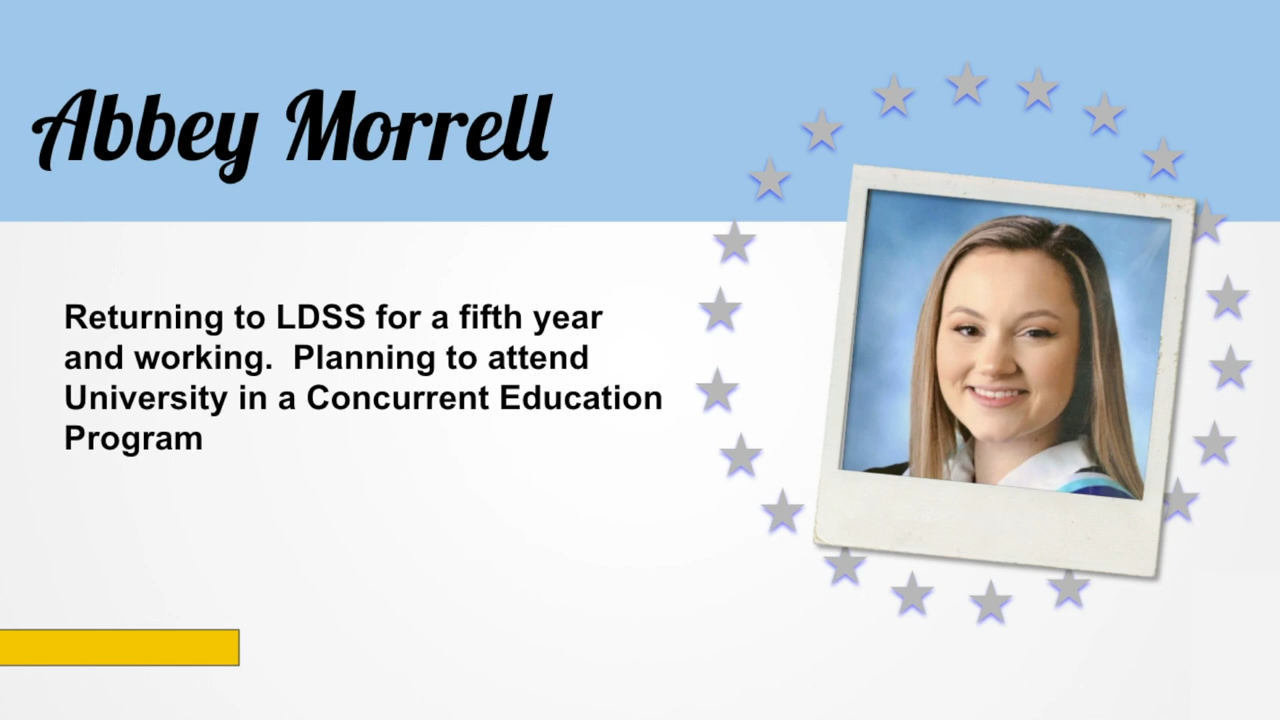 Abbey Morrell
Returning to LDSS for a fifth year
and working.  Planning to attend
University in a Concurrent Education
Program